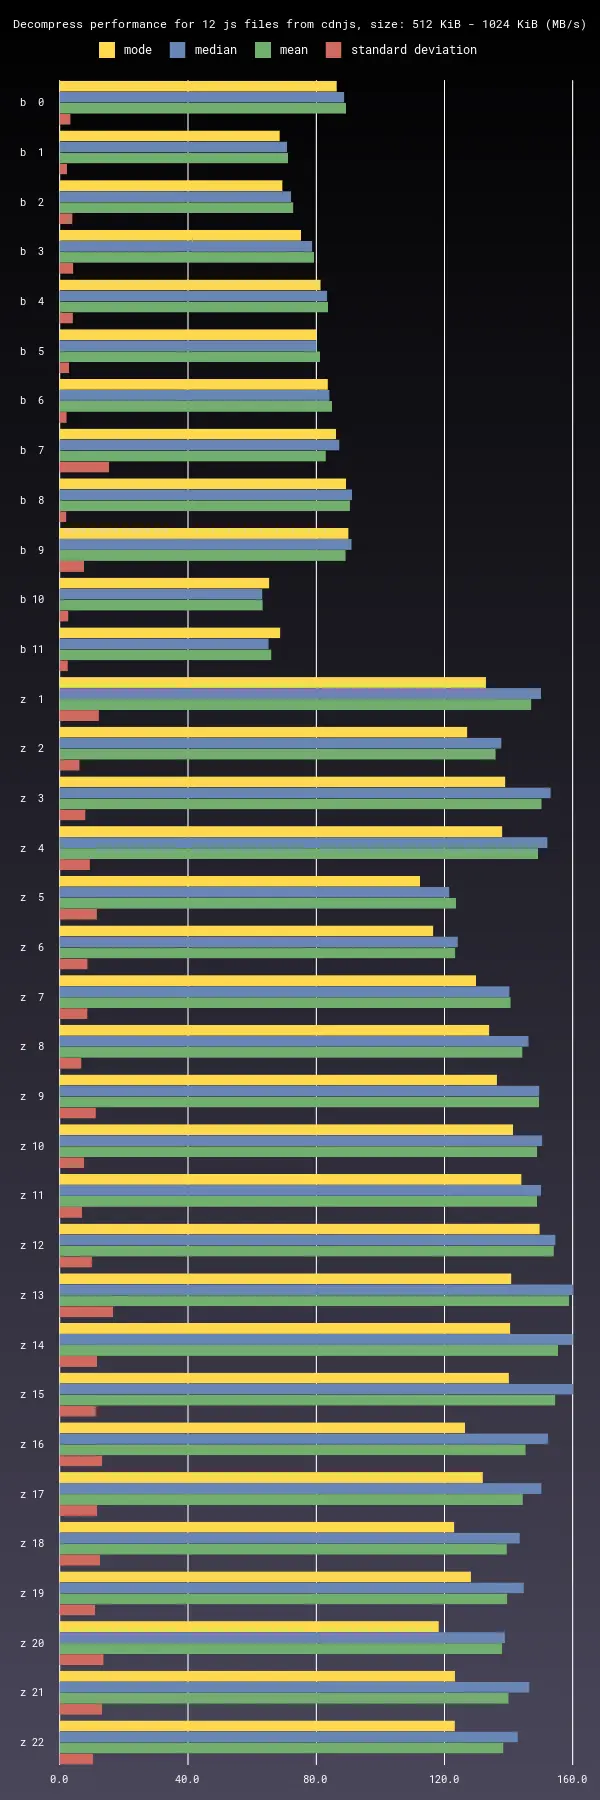 Decompress performance for 12 js files from cdnjs, size: 512 KiB - 1024 KiB (MB/s)
mode median mean standard deviation
b 0
b 1
b 2
b 3
b 4
b 5
b 6
b 7
b 8
b 9
b 10
b 11
z 1
z 2
z 3
z 4
z 5
z 6
z 7
z 8
z 9
z 10
z 11
z 12
z 13
z 14
z 15
z 16
z 17
z 18
z 19
z 20
z 21
z 22
0.0 40.0 80.0 120.0 160.0